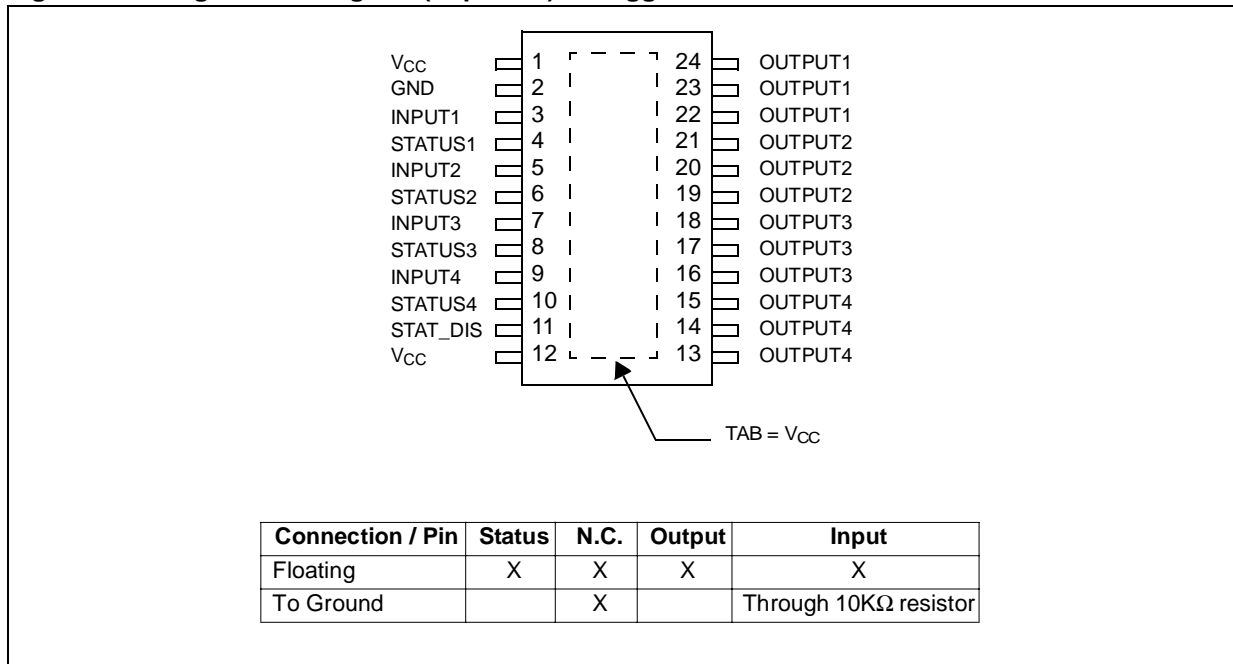 VCC 1 24 OUTPUT1
GND 2 23 OUTPUT1
INPUT1 3 22 OUTPUT1
STATUS1 4 21 OUTPUT2
INPUT2 5 20 OUTPUT2
STATUS2 6 19 OUTPUT2
INPUT3 7 18 OUTPUT3
STATUS3 8 17 OUTPUT3
INPUT4 9 16 OUTPUT3
STATUS4 10 15 OUTPUT4
STAT_DIS 11 14 OUTPUT4
VCC 12 13 OUTPUT4
TAB = VCC
Connection / Pin Status N.C. Output Input
Floating X X X X
To Ground X Through 10KΩ resistor